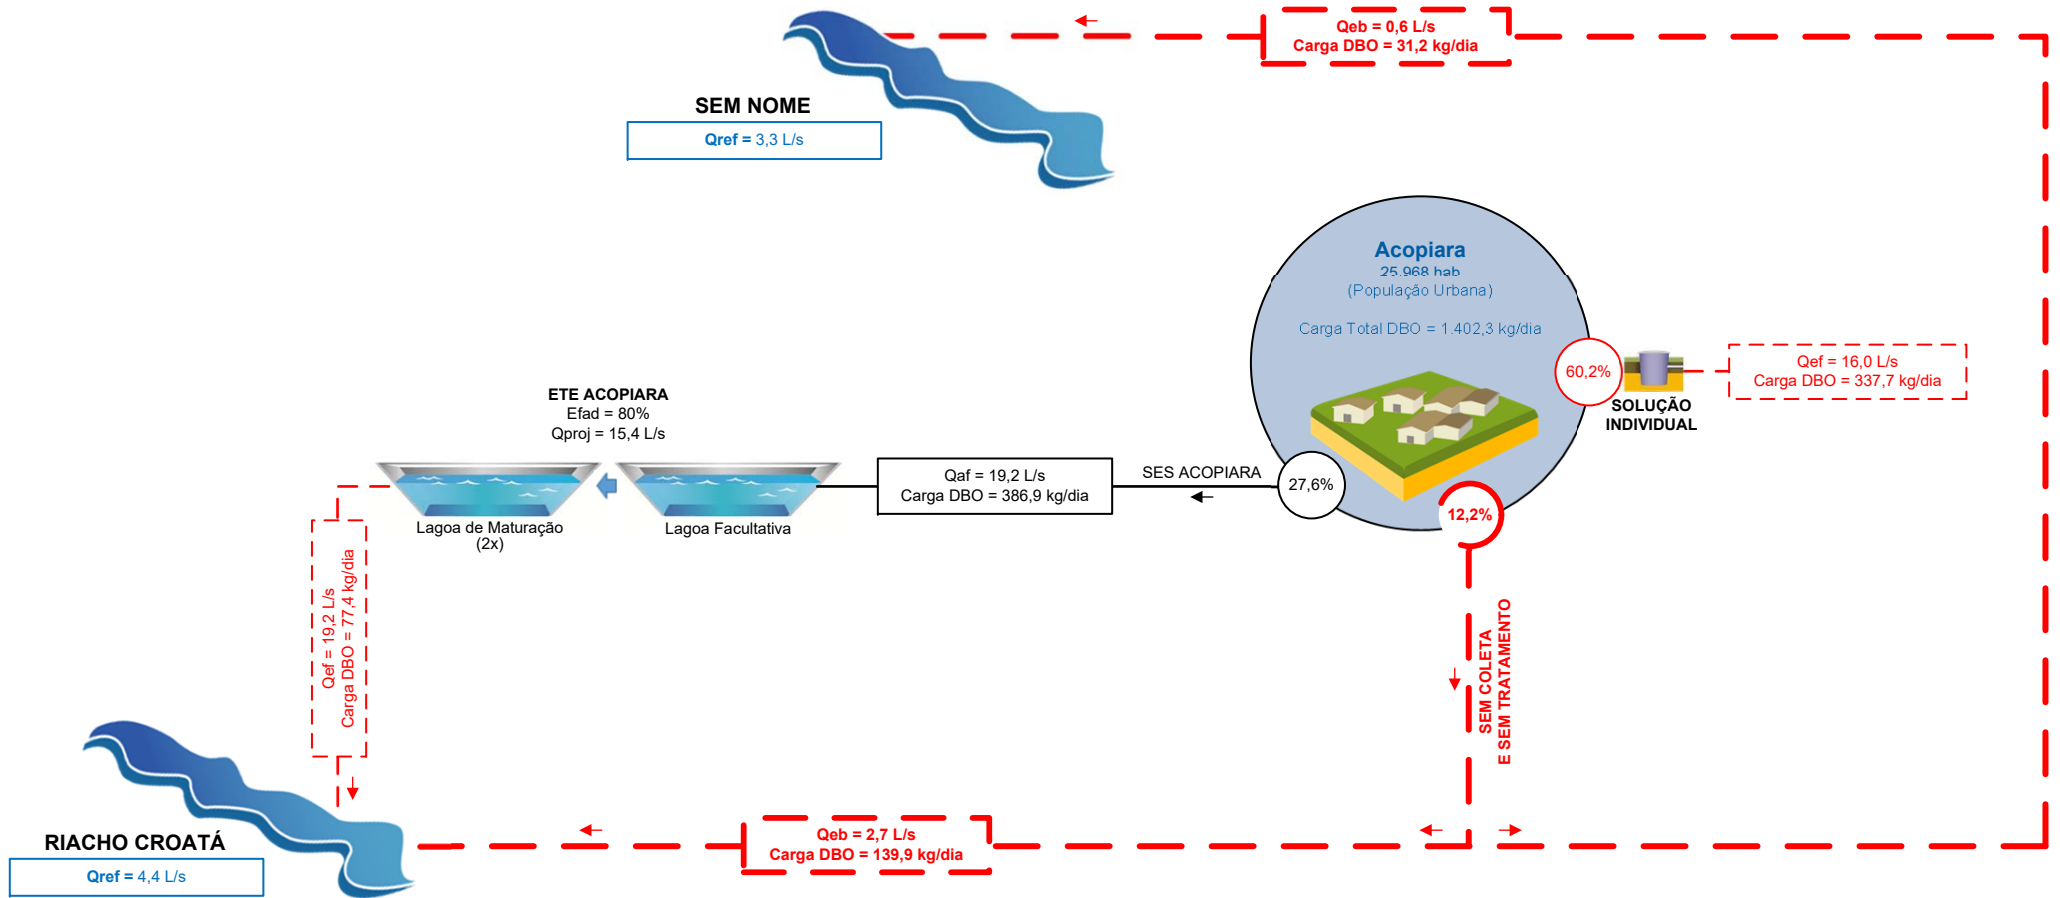 Qeb = 0,6 L/s
Carga DBO = 31,2 kg/dia
SEM NOME
Qref = 3,3 L/s
Acopiara
25.968 hab
(População Urbana)
Carga Total DBO = 1.402,3 kg/dia
60,2%
SOLUÇÃO
INDIVIDUAL
Qef = 16,0 L/s
Carga DBO = 337,7 kg/dia
ETE ACOPIARA
Efad = 80%
Qproj = 15,4 L/s
Lagoa de Maturação
(2x)
Lagoa Facultativa
Qaf = 19,2 L/s
Carga DBO = 386,9 kg/dia
SES ACOPIARA
27,6%
12,2%
SEM COLETA
E SEM TRATAMENTO
Qef = 19,2 L/s
Carga DBO = 77,4 kg/dia
RIACHO CROATÁ
Qref = 4,4 L/s
Qeb = 2,7 L/s
Carga DBO = 139,9 kg/dia